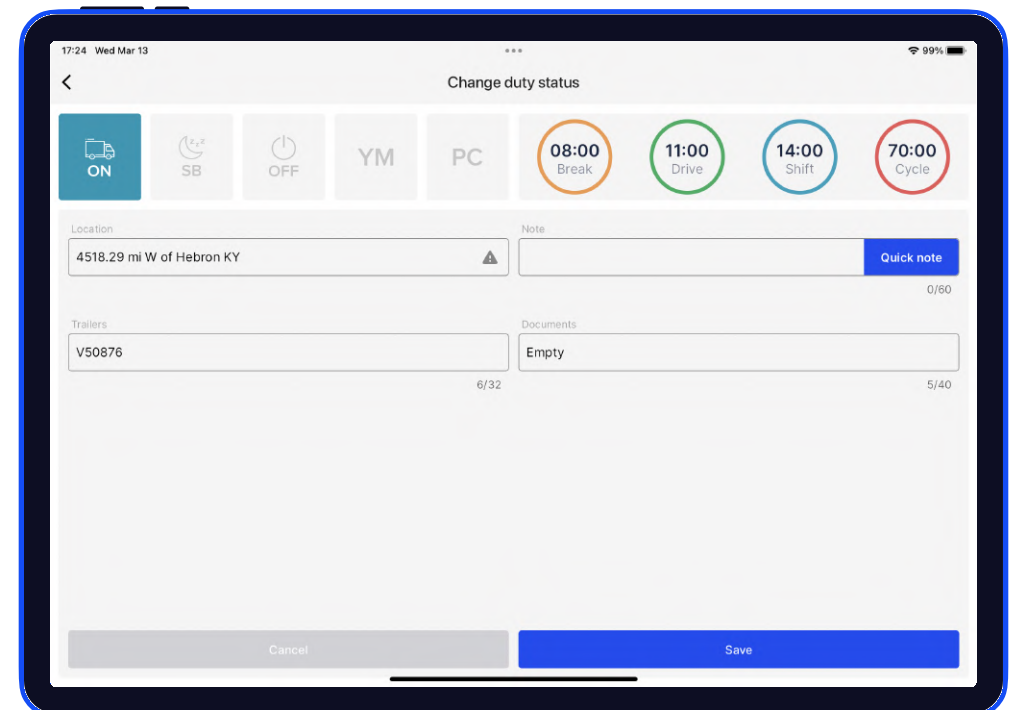 17:24 Wed Mar 13
99%
Change duty status
ON
zzz
SB
OFF
YM
PC
08:00
Break
11:00
Drive
14:00
Shift
70:00
Cycle
Location
4518.29 mi W of Hebron KY
Note
Quick note
0/60
Trailers
V50876
6/32
Documents
Empty
5/40
Cancel
Save